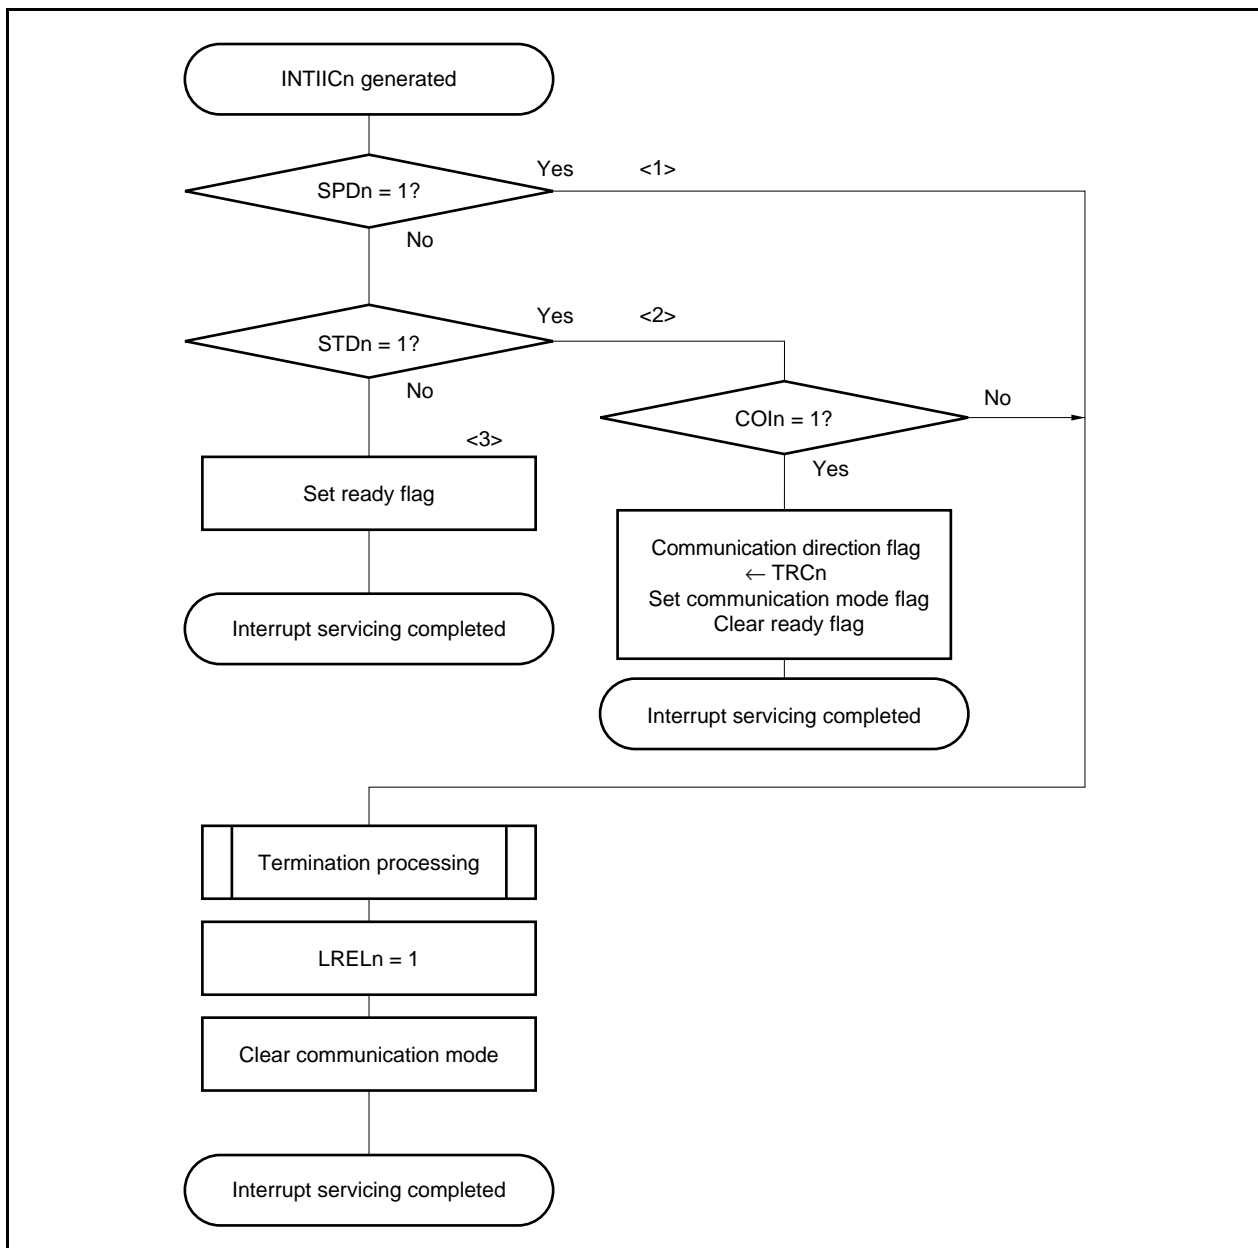 INTIICn generated
Yes
<1>
SPDn = 1?
No
Yes
<2>
STDn = 1?
No
No
COIn = 1?
<3>
Yes
Set ready flag
Communication direction flag
← TRCn
Set communication mode flag
Clear ready flag
Interrupt servicing completed
Interrupt servicing completed
Termination processing
LRELn = 1
Clear communication mode
Interrupt servicing completed